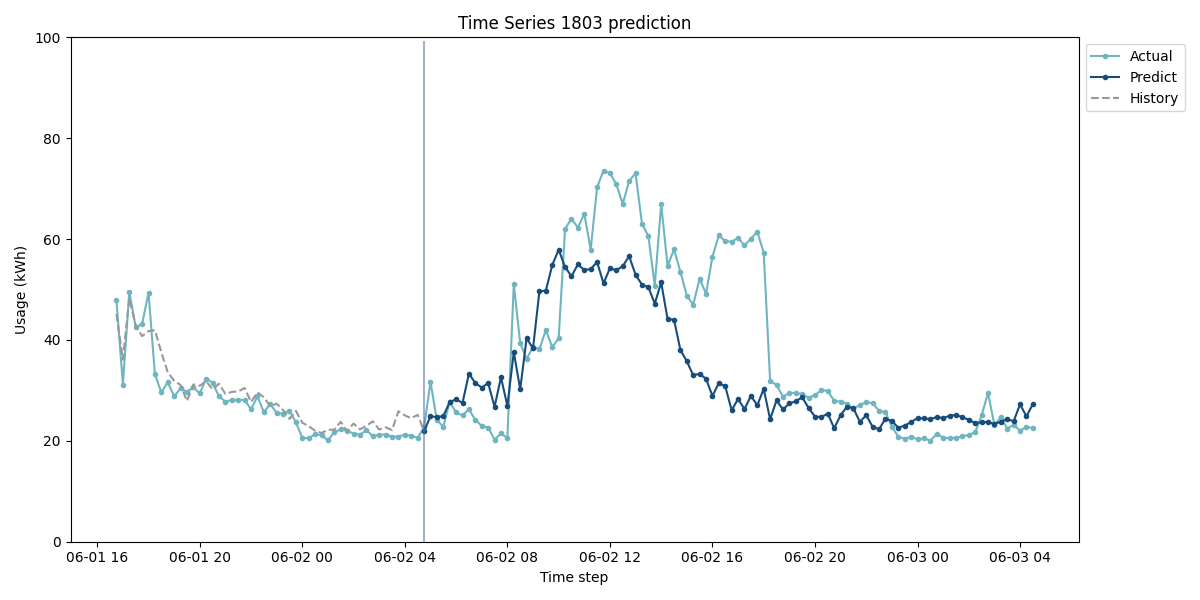 Time Series 1803 prediction
Actual
Predict
History
Usage (kWh)
100
80
60
40
20
0
06-01 16
06-01 20
06-02 00
06-02 04
06-02 08
06-02 12
06-02 16
06-02 20
06-03 00
06-03 04
Time step